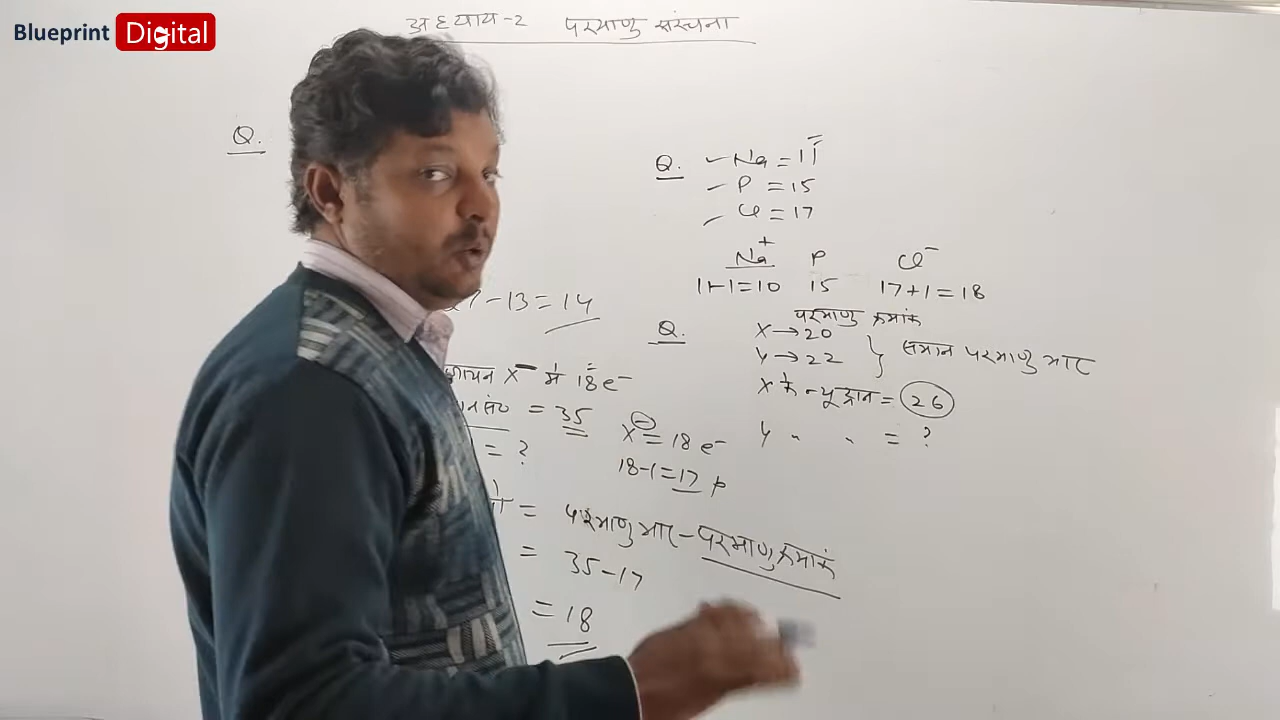 Blueprint Digital
अध्याय-2 परमाणु संरचना
Q.
27-13=14
X⁻ में 18e⁻
= 35
= ?
X⁻ = 18e⁻
18-1=17 p
= परमाणु भार - परमाणु क्रमांक
= 35-17
= 18
Q. Na = 11
P = 15
Cl = 17
Na⁺ P Cl⁻
11-1=10 15 17+1=18
परमाणु क्रमांक
Q. X→20
Y→22 } समान परमाणु भार
X के न्यूट्रान = 26
Y " " = ?